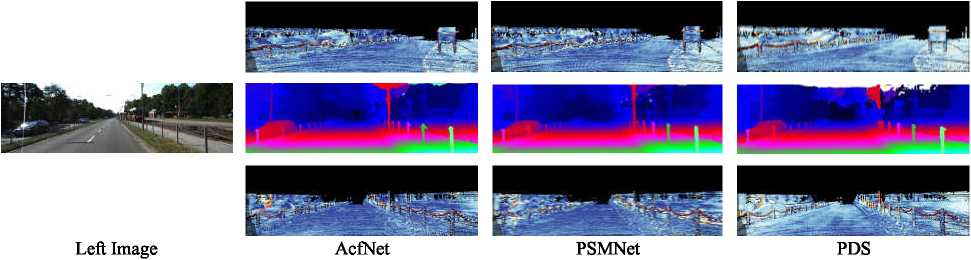 Left Image AcfNet PSMNet PDS